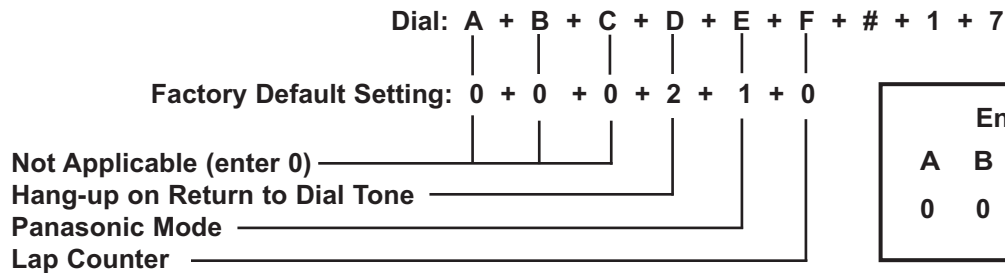 Dial: A + B + C + D + E + F + # + 1 + 7
Factory Default Setting: 0 + 0 + 0 + 2 + 1 + 0
Not Applicable (enter 0)
Hang-up on Return to Dial Tone
Panasonic Mode
Lap Counter
A B
0 0